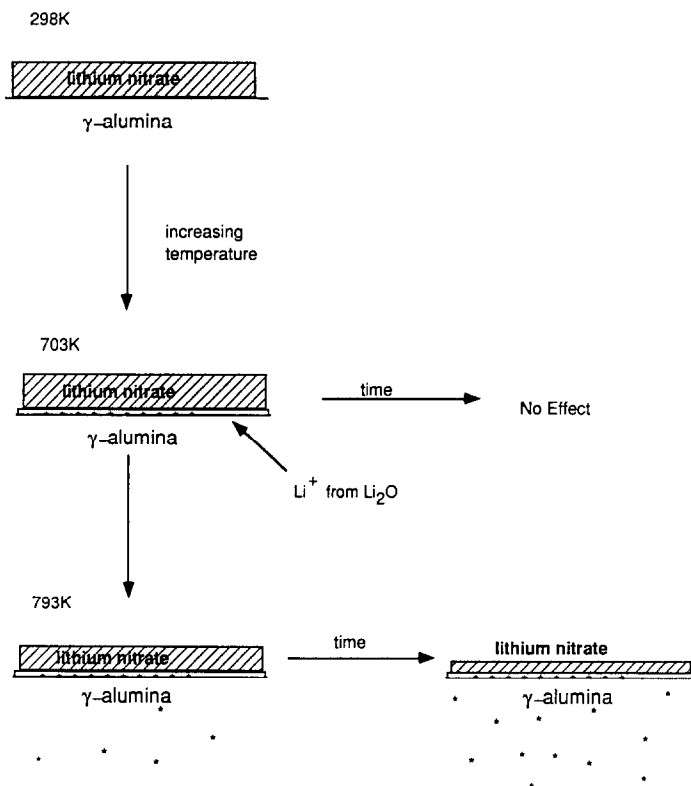 298K
lithium nitrate
γ-alumina
increasing
temperature
703K
lithium nitrate
time
No Effect
γ-alumina
Li⁺ from Li₂O
793K
lithium nitrate
time
lithium nitrate
γ-alumina
γ-alumina